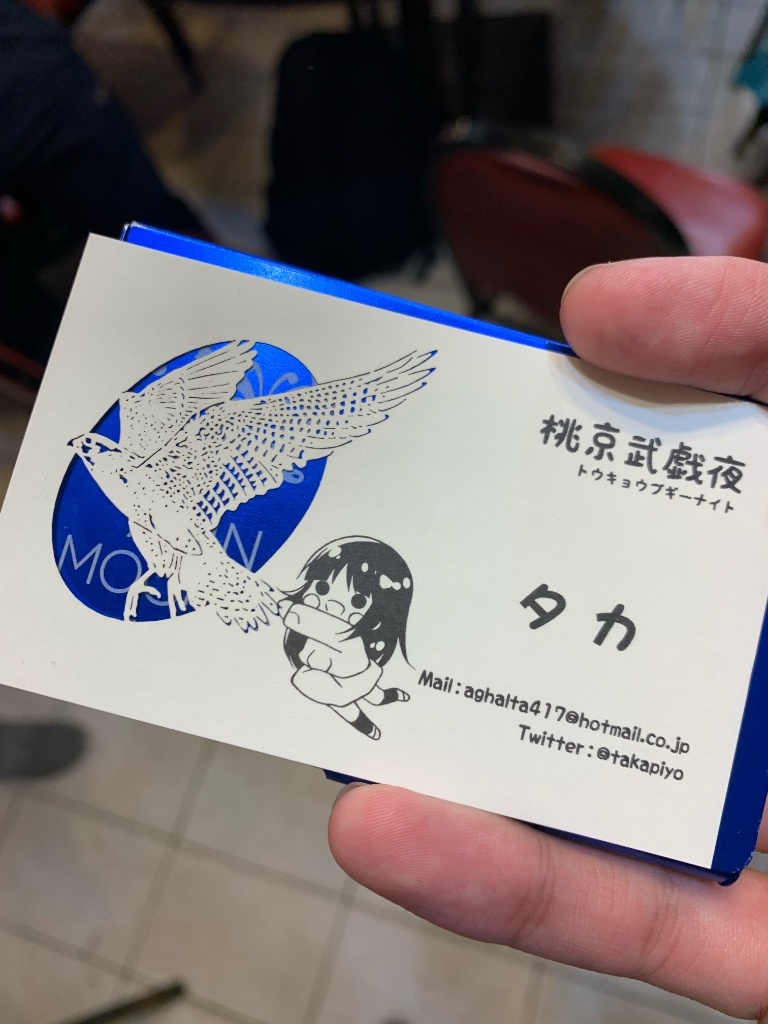 桃京武戯夜
トウキョウブギーナイト
タカ
Mail：aghalta417@hotmail.co.jp
Twitter：@takapiyo